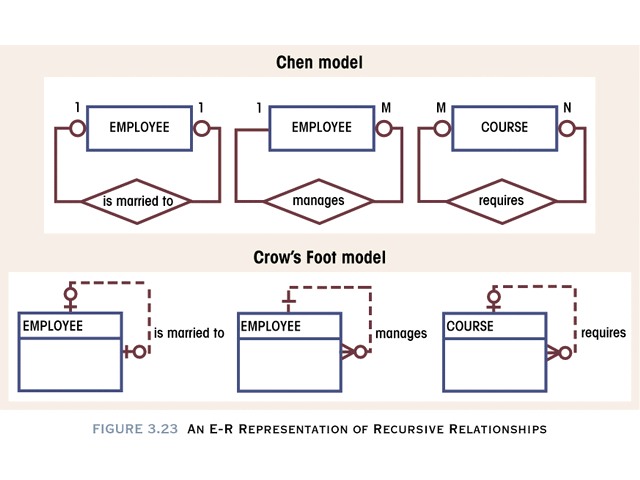 Chen model
1 1 1 M M N
EMPLOYEE EMPLOYEE COURSE
is married to manages requires
Crow's Foot model
EMPLOYEE EMPLOYEE COURSE
is married to manages requires
FIGURE 3.23 AN E-R REPRESENTATION OF RECURSIVE RELATIONSHIPS